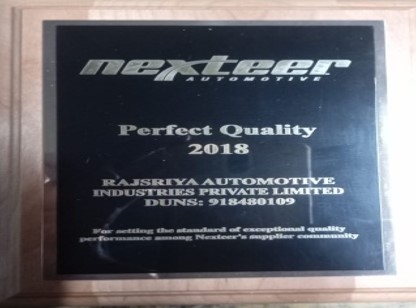 nexteer
AUTOMOTIVE
Perfect Quality
2018
RAJSRIYA AUTOMOTIVE
INDUSTRIES PRIVATE LIMITED
DUNS: 918480109
For setting the standard of exceptional quality
performance among Nexteer's supplier community